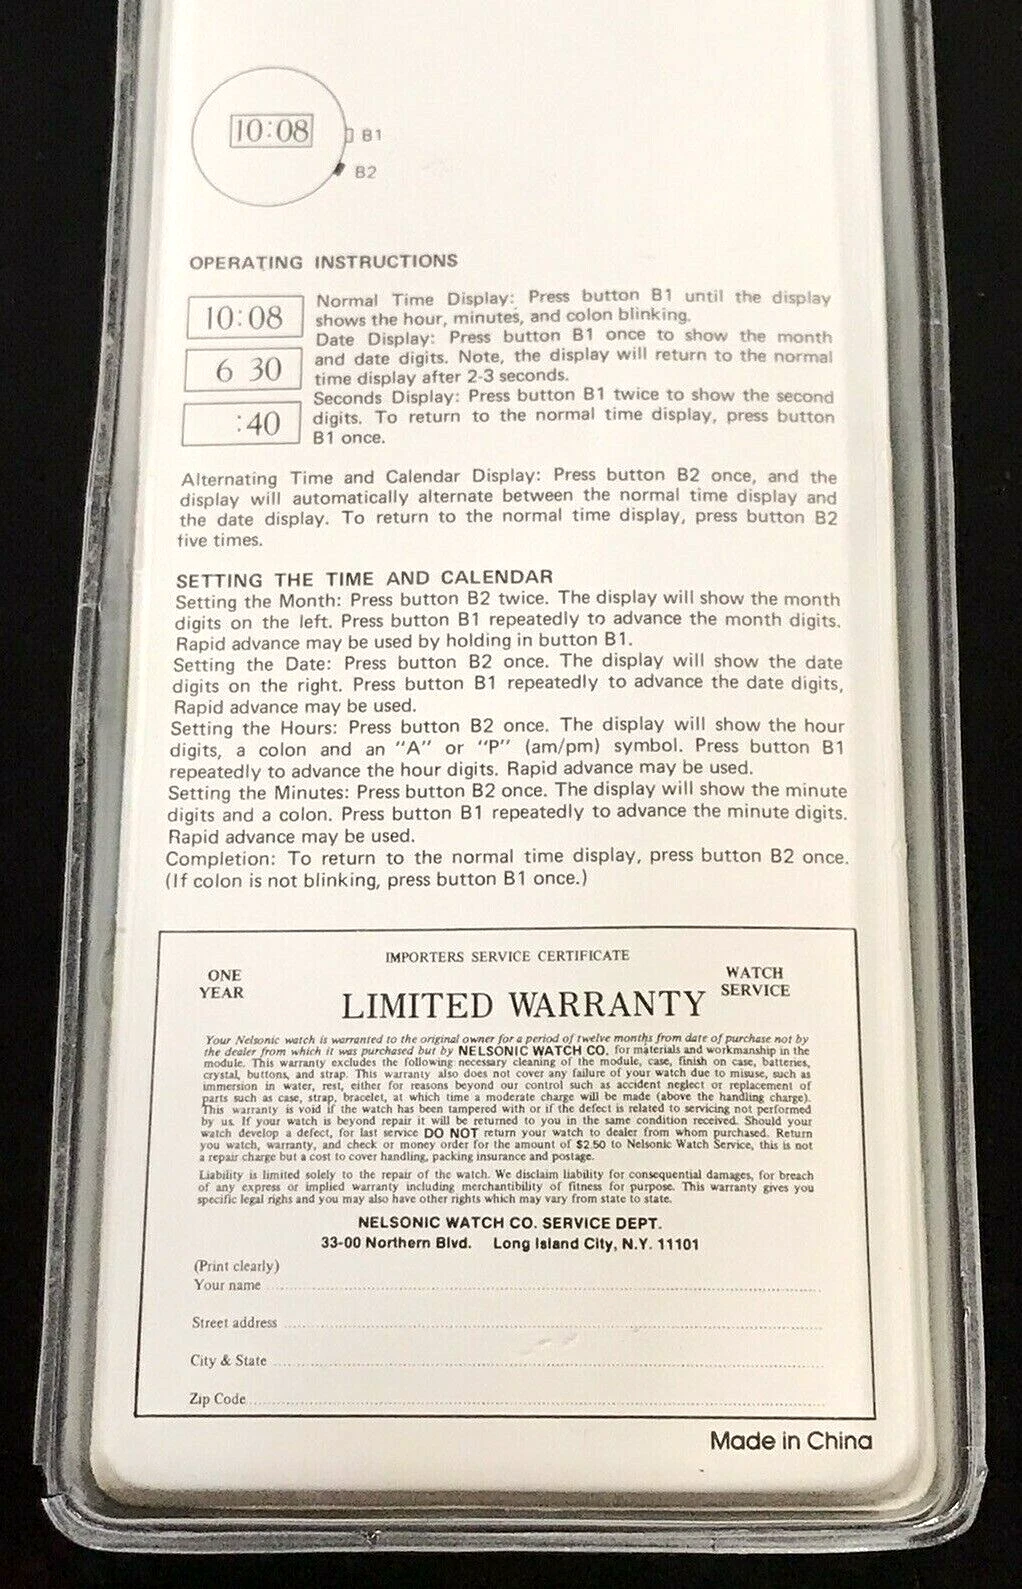 10:08 B1
B2
OPERATING INSTRUCTIONS
10:08
Normal Time Display: Press button B1 until the display
shows the hour, minutes, and colon blinking.
6 30
Date Display: Press button B1 once to show the month
and date digits. Note, the display will return to the normal
time display after 2-3 seconds.
:40
Seconds Display: Press button B1 twice to show the second
digits. To return to the normal time display, press button
B1 once.
Alternating Time and Calendar Display: Press button B2 once, and the
display will automatically alternate between the normal time display and
the date display. To return to the normal time display, press button B2
five times.
SETTING THE TIME AND CALENDAR
Setting the Month: Press button B2 twice. The display will show the month
digits on the left. Press button B1 repeatedly to advance the month digits.
Rapid advance may be used by holding in button B1.
Setting the Date: Press button B2 once. The display will show the date
digits on the right. Press button B1 repeatedly to advance the date digits,
Rapid advance may be used.
Setting the Hours: Press button B2 once. The display will show the hour
digits, a colon and an "A" or "P" (am/pm) symbol. Press button B1
repeatedly to advance the hour digits. Rapid advance may be used.
Setting the Minutes: Press button B2 once. The display will show the minute
digits and a colon. Press button B1 repeatedly to advance the minute digits.
Rapid advance may be used.
Completion: To return to the normal time display, press button B2 once.
(If colon is not blinking, press button B1 once.)
IMPORTERS SERVICE CERTIFICATE
ONE
YEAR
LIMITED WARRANTY
WATCH
SERVICE
Your Nelsonic watch is warranted to the original owner for a period of twelve months from date of purchase not by
the dealer from which it was purchased but by NELSONIC WATCH CO. for materials and workmanship in the
module. This warranty excludes the following necessary cleaning of the module, case, finish on case, batteries,
crystal, buttons, and strap. This warranty also does not cover any failure of your watch due to misuse, such as
immersion in water, rest, either for reasons beyond our control such as accident neglect or replacement of
parts such as case, strap, bracelet, at which time a moderate charge will be made (above the handling charge).
This warranty is void if the watch has been tampered with or if the defect is related to servicing not performed
by us. If your watch is beyond repair it will be returned to you in the same condition received. Should your
watch develop a defect, for last service DO NOT return your watch to dealer from whom purchased. Return
you watch, warranty, and check or money order for the amount of $2.50 to Nelsonic Watch Service, this is not
a repair charge but a cost to cover handling, packing insurance and postage.
Liability is limited solely to the repair of the watch. We disclaim liability for consequential damages, for breach
of any express or implied warranty including merchantibility of fitness for purpose. This warranty gives you
specific legal righs and you may also have other rights which may vary from state to state.
NELSONIC WATCH CO. SERVICE DEPT.
33-00 Northern Blvd. Long Island City, N.Y. 11101
(Print clearly)
Your name
Street address
City & State
Zip Code
Made in China